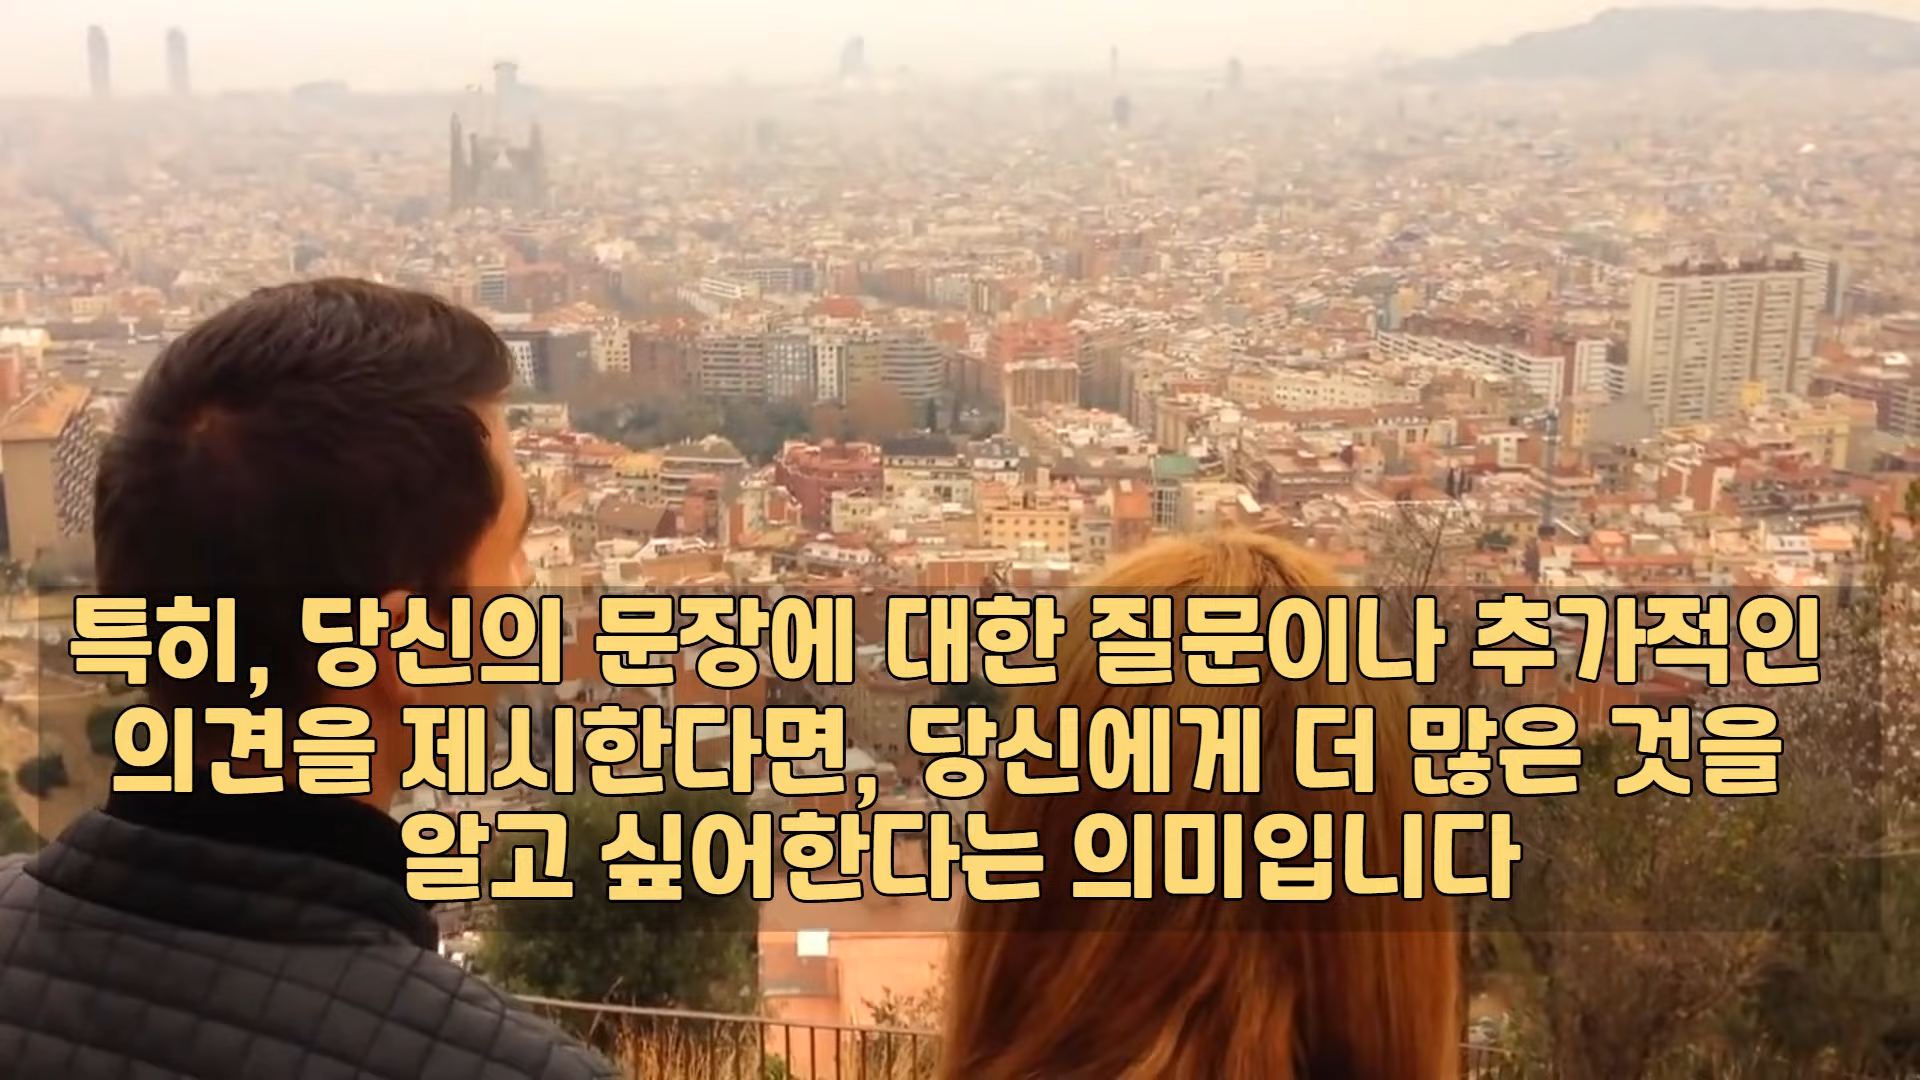 특히, 당신의 문장에 대한 질문이나 추가적인
의견을 제시한다면, 당신에게 더 많은 것을
알고 싶어한다는 의미입니다